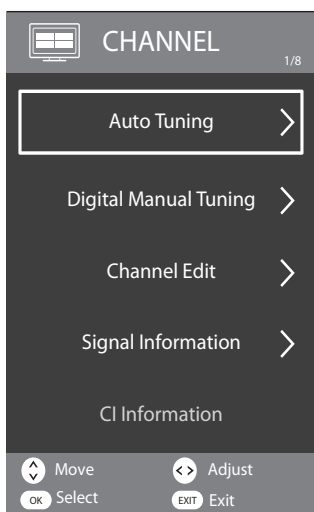 CHANNEL
1/8
Auto Tuning
Digital Manual Tuning
Channel Edit
Signal Information
CI Information
Move Adjust
OK Select EXIT Exit